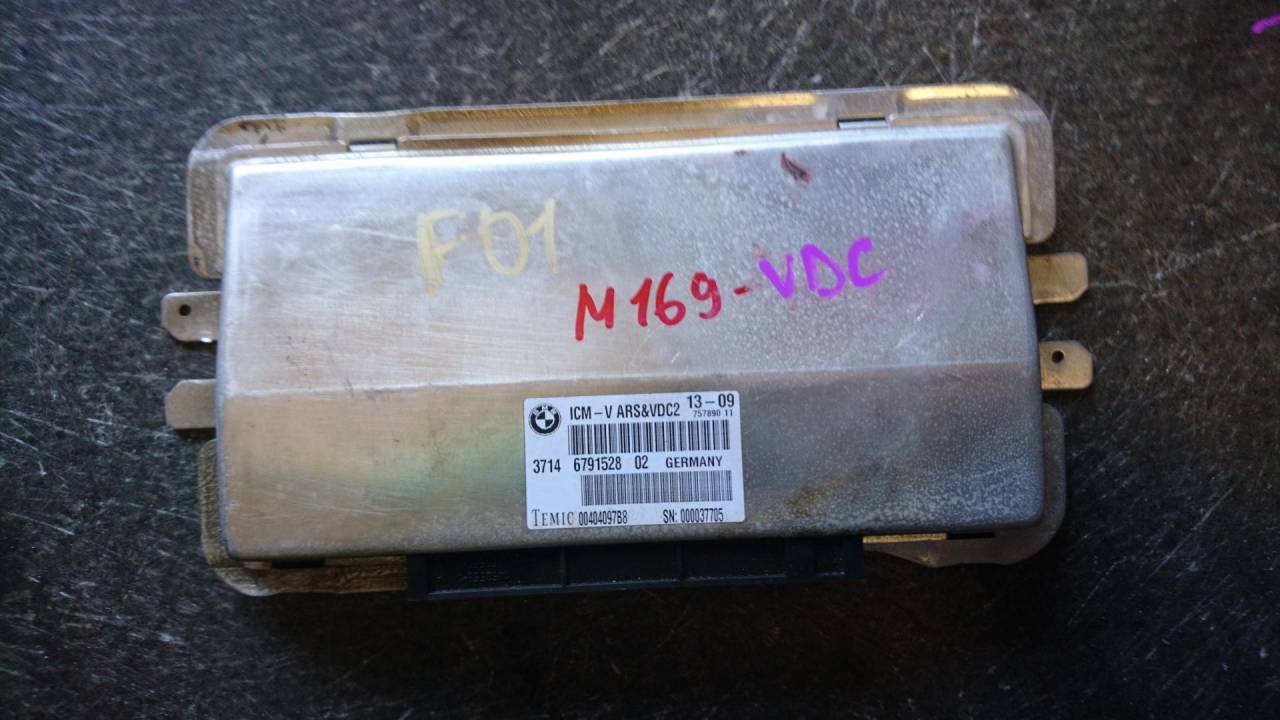 F01
M169-VDC
ICM-V ARS&VDC2 13-09
757890 11
3714 6791528 02 GERMANY
TEMIC 00404097B8 SN: 000037705